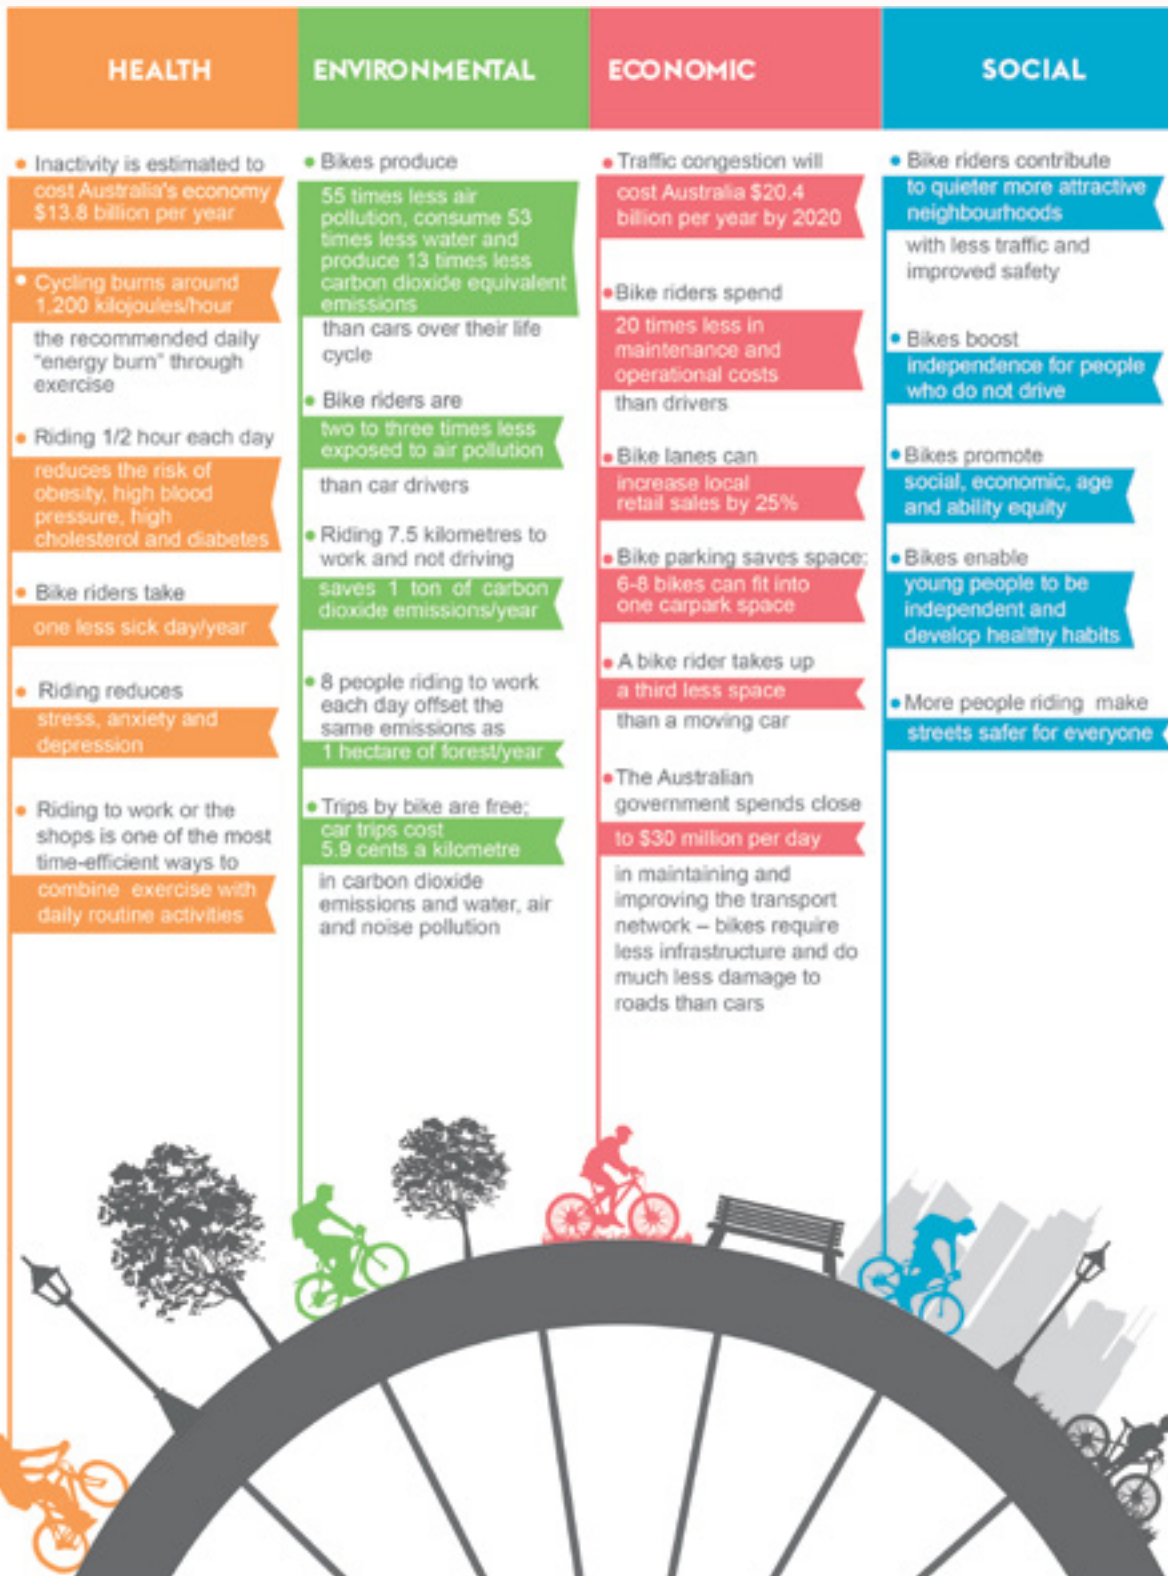 HEALTH
Inactivity is estimated to
cost Australia's economy
$13.8 billion per year
Cycling burns around
1,200 kilojoules/hour
the recommended daily
“energy burn” through
exercise
Riding 1/2 hour each day
reduces the risk of
obesity, high blood
pressure, high
cholesterol and diabetes
Bike riders take
one less sick day/year
Riding reduces
stress, anxiety and
depression
Riding to work or the
shops is one of the most
time-efficient ways to
combine exercise with
daily routine activities
ENVIRONMENTAL
Bikes produce
55 times less air
pollution, consume 53
times less water and
produce 13 times less
carbon dioxide equivalent
emissions
than cars over their life
cycle
Bike riders are
two to three times less
exposed to air pollution
than car drivers
Riding 7.5 kilometres to
work and not driving
saves 1 ton of carbon
dioxide emissions/year
8 people riding to work
each day offset the
same emissions as
1 hectare of forest/year
Trips by bike are free;
car trips cost
5.9 cents a kilometre
in carbon dioxide
emissions and water, air
and noise pollution
ECONOMIC
Traffic congestion will
cost Australia $20.4
billion per year by 2020
Bike riders spend
20 times less in
maintenance and
operational costs
than drivers
Bike lanes can
increase local
retail sales by 25%
Bike parking saves space;
6-8 bikes can fit into
one carpark space
A bike rider takes up
a third less space
than a moving car
The Australian
government spends close
to $30 million per day
in maintaining and
improving the transport
network – bikes require
less infrastructure and do
much less damage to
roads than cars
SOCIAL
Bike riders contribute
to quieter more attractive
neighbourhoods
with less traffic and
improved safety
Bikes boost
independence for people
who do not drive
Bikes promote
social, economic, age
and ability equity
Bikes enable
young people to be
independent and
develop healthy habits
More people riding make
streets safer for everyone